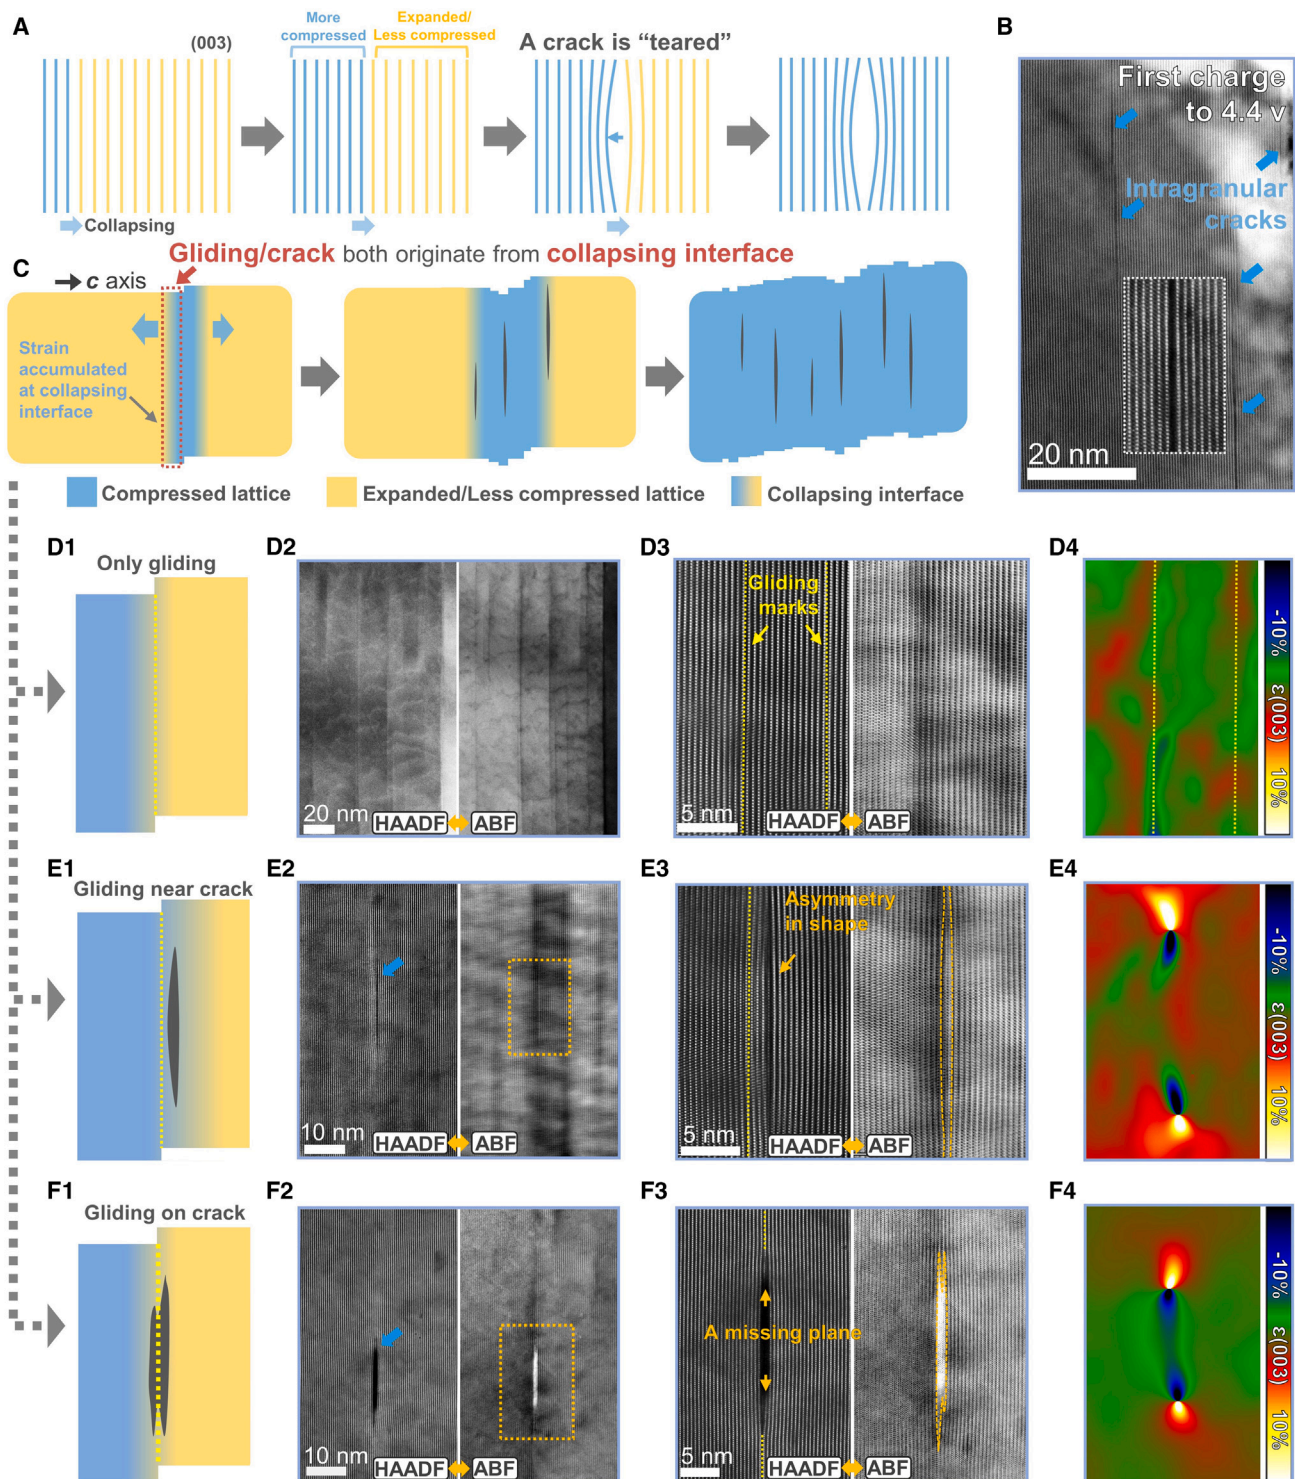 A
(003)
More
compressed
Expanded/
Less compressed
A crack is “teared”
Collapsing
B
First charge
to 4.4 v
Intragranular
cracks
20 nm
C
Gliding/crack both originate from collapsing interface
c axis
Strain
accumulated
at collapsing
interface
Compressed lattice
Expanded/Less compressed lattice
Collapsing interface
D1
Only gliding
D2
20 nm
HAADF
ABF
D3
Gliding
marks
5 nm
HAADF
ABF
D4
-10%
ε(003)
10%
E1
Gliding near crack
E2
10 nm
HAADF
ABF
E3
Asymmetry
in shape
5 nm
HAADF
ABF
E4
-10%
ε(003)
10%
F1
Gliding on crack
F2
10 nm
HAADF
ABF
F3
A missing plane
5 nm
HAADF
ABF
F4
-10%
ε(003)
10%